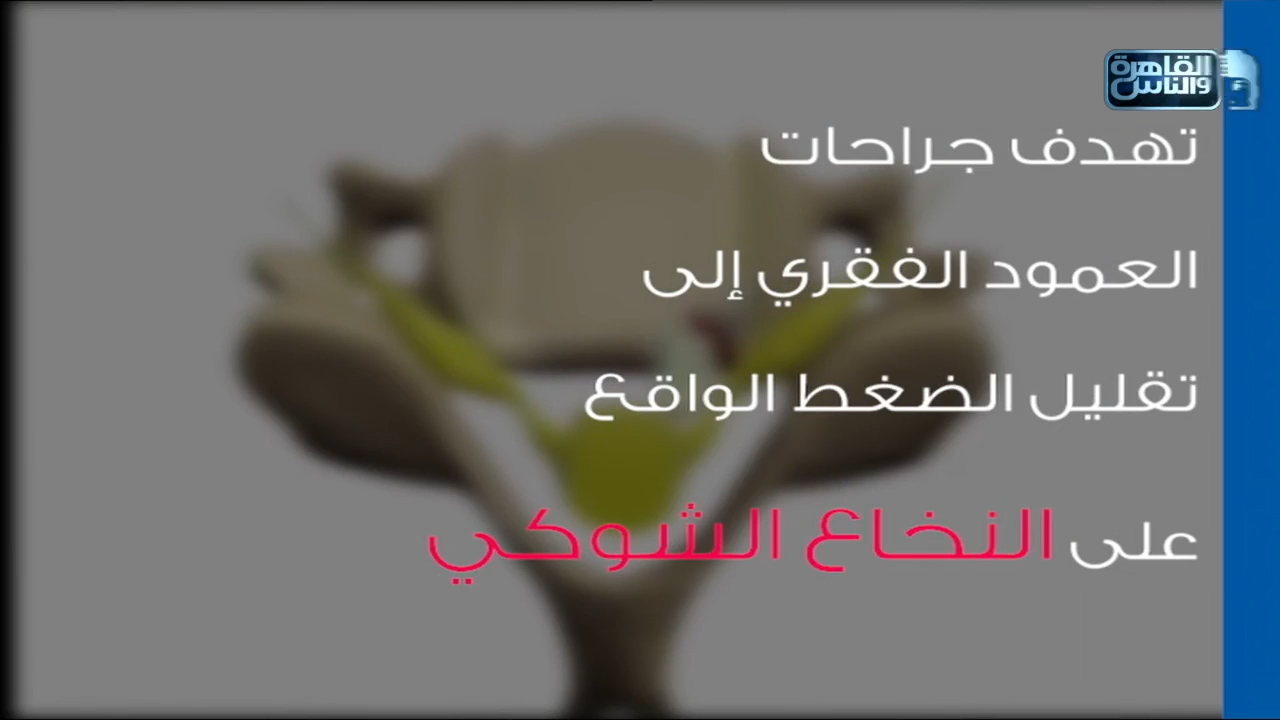 القاهرة
والناس
تهدف جراحات
العمود الفقري إلى
تقليل الضغط الواقع
على النخاع الشوكي